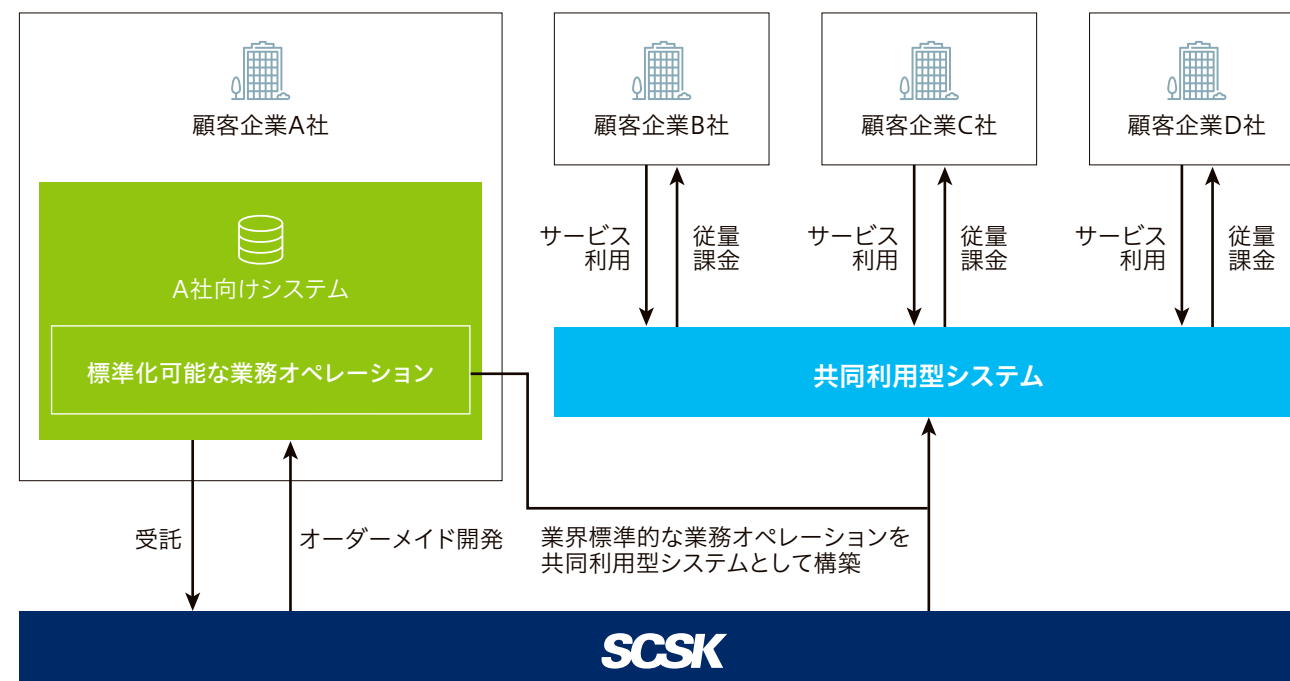 顧客企業A社
顧客企業B社
顧客企業C社
顧客企業D社
A社向けシステム
標準化可能な業務オペレーション
サービス
利用
従量
課金
サービス
利用
従量
課金
サービス
利用
従量
課金
共同利用型システム
受託
オーダーメイド開発
業界標準的な業務オペレーションを
共同利用型システムとして構築
SCSK